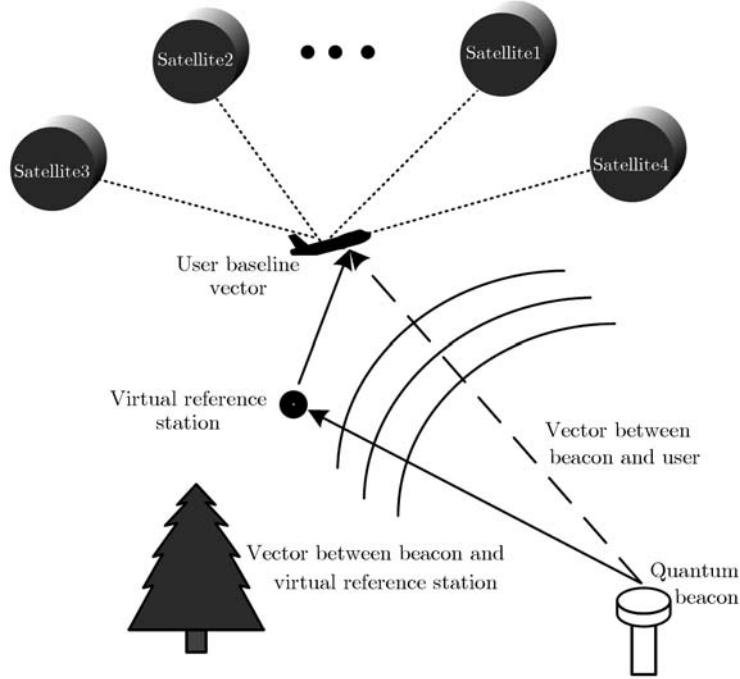 Satellite2
Satellite1
Satellite3
Satellite4
User baseline
vector
Virtual reference
station
Vector between
beacon and user
Vector between beacon and
virtual reference station
Quantum
beacon